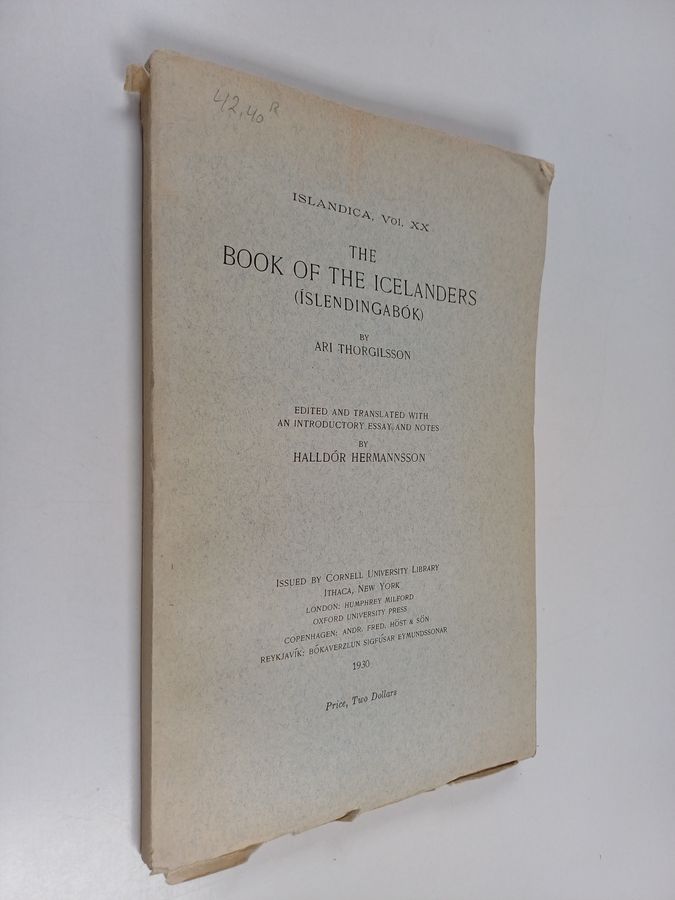 42,40 R
ISLANDICA, Vol. XX
THE
BOOK OF THE ICELANDERS
(ÍSLENDINGABÓK)
BY
ARI THORGILSSON
EDITED AND TRANSLATED WITH
AN INTRODUCTORY ESSAY AND NOTES
BY
HALLDÓR HERMANNSSON
ISSUED BY CORNELL UNIVERSITY LIBRARY
ITHACA, NEW YORK
LONDON: HUMPHREY MILFORD
OXFORD UNIVERSITY PRESS
COPENHAGEN: ANDR. FRED. HÖST & SÖN
REYKJAVÍK: BÓKAVERZLUN SIGFÚSAR EYMUNDSSONAR
1930
Price, Two Dollars